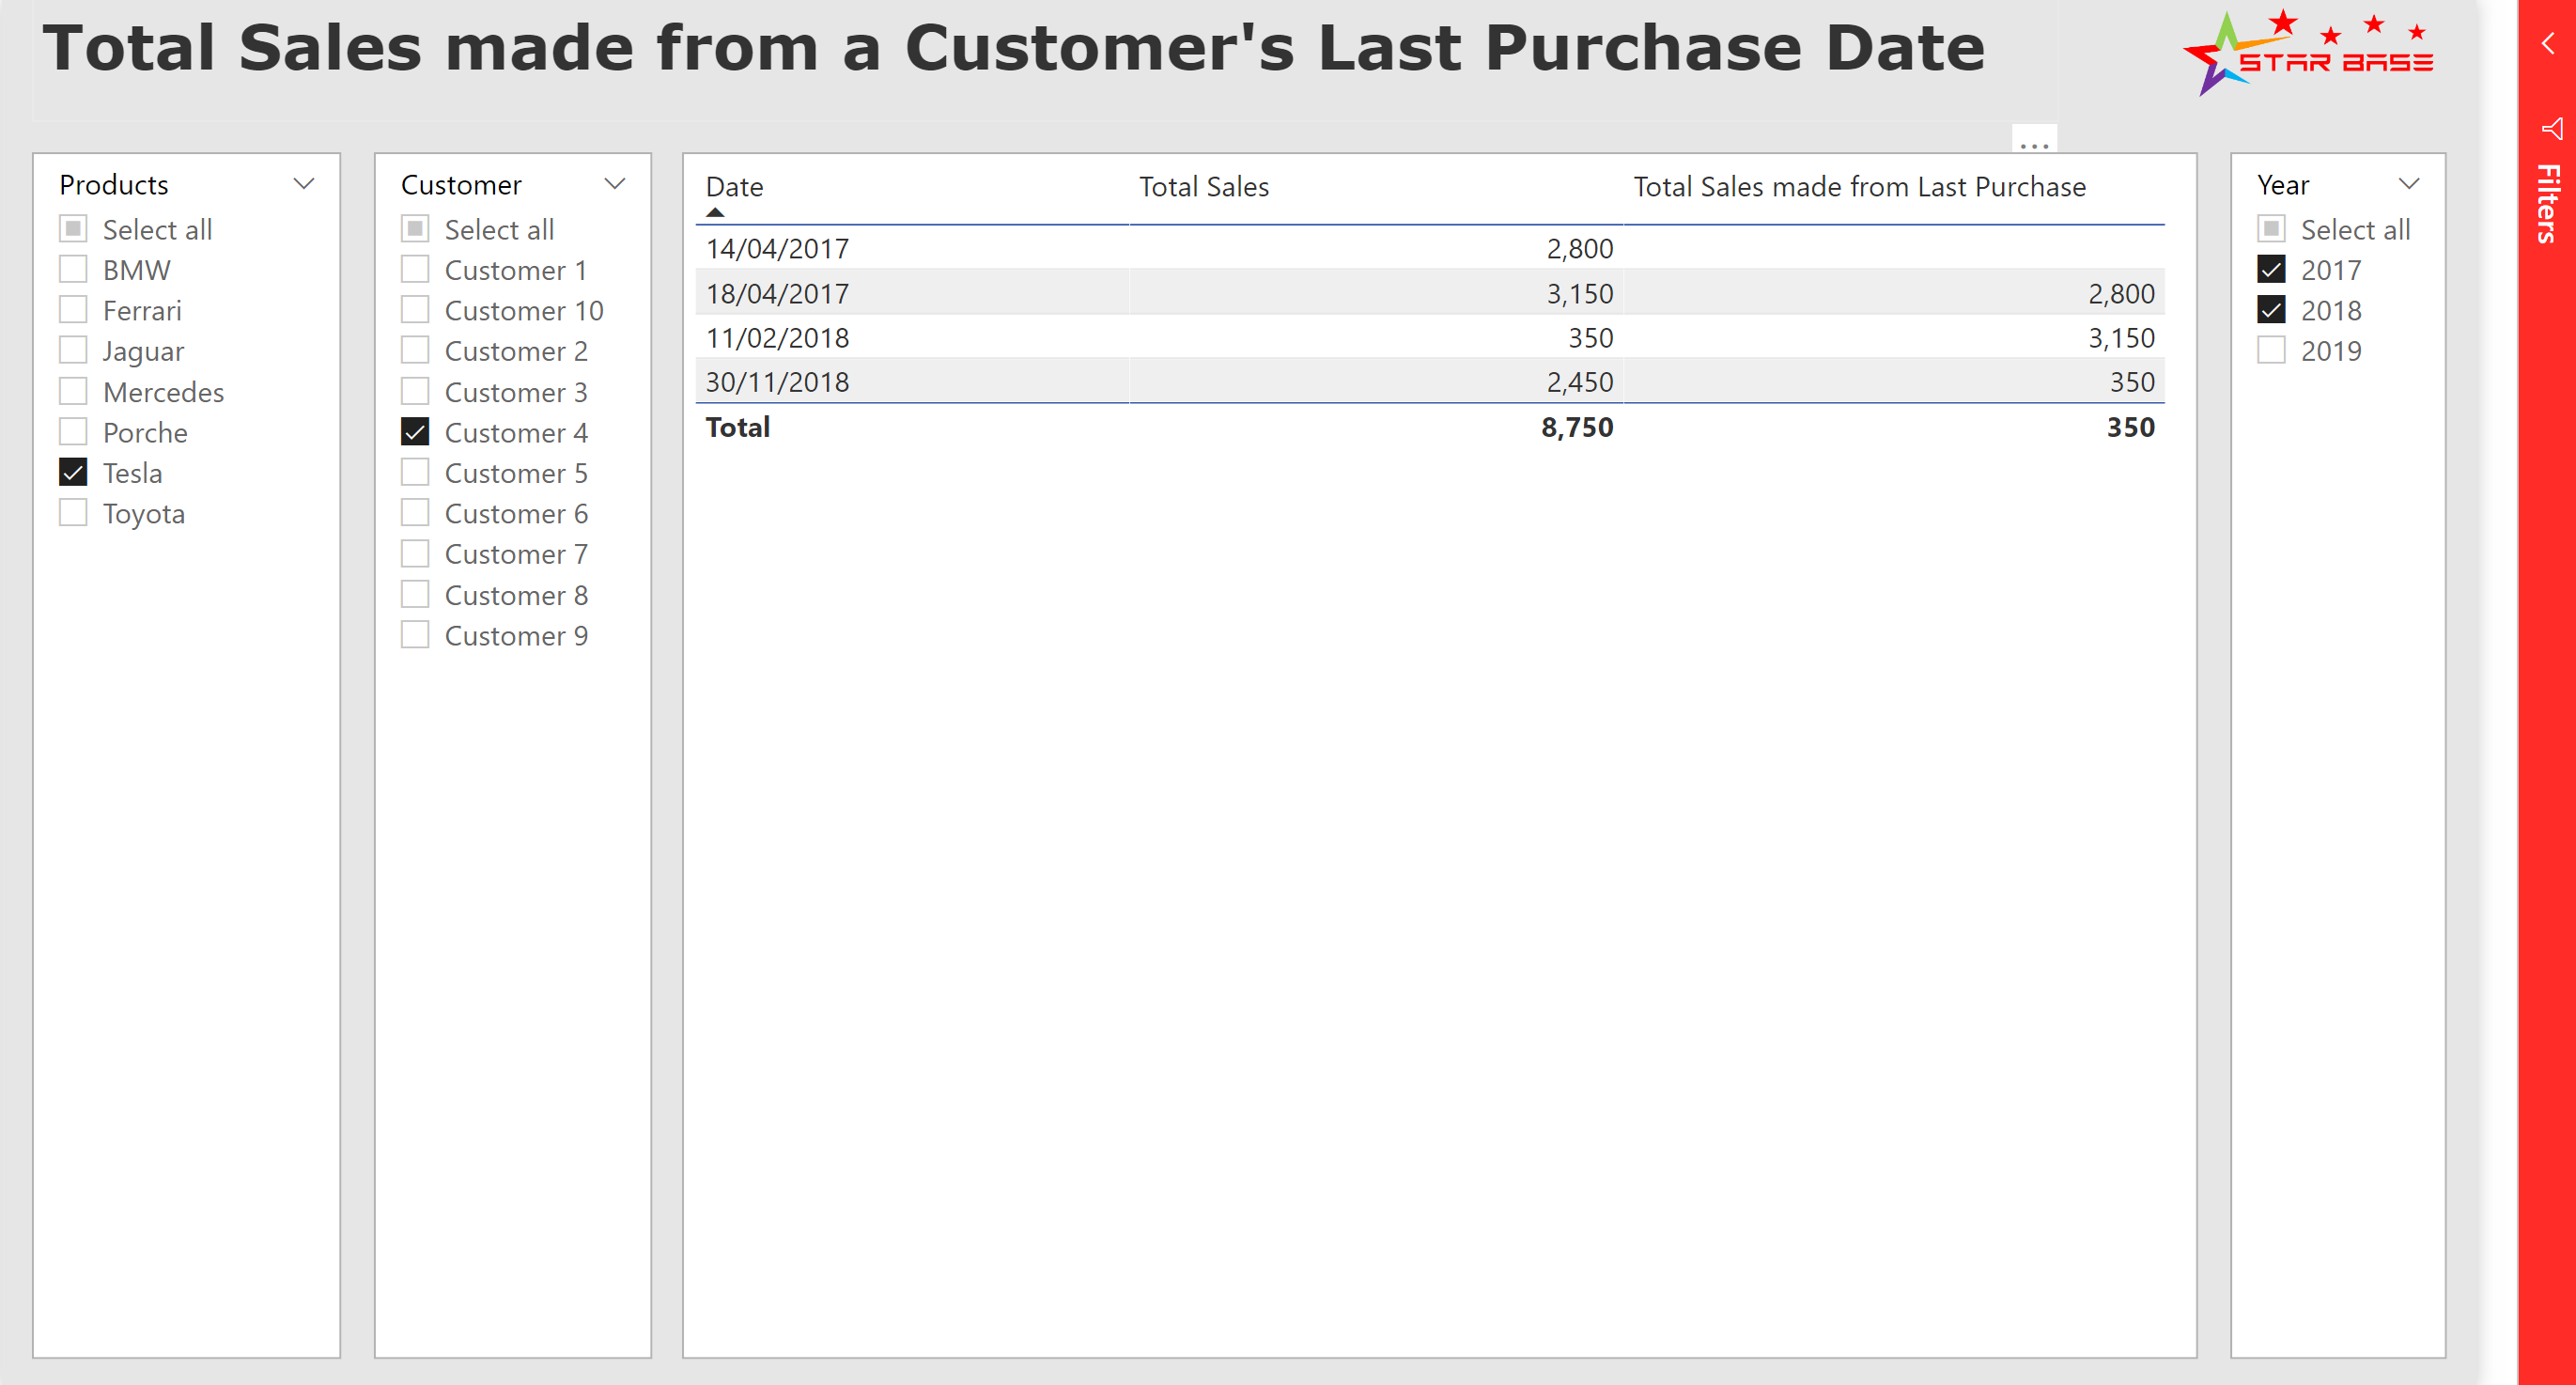 Total Sales made from a Customer's Last Purchase Date
STAR BASE
...
Products
Select all
BMW
Ferrari
Jaguar
Mercedes
Porche
Tesla
Toyota
Customer
Select all
Customer 1
Customer 10
Customer 2
Customer 3
Customer 4
Customer 5
Customer 6
Customer 7
Customer 8
Customer 9
Date Total Sales Total Sales made from Last Purchase
14/04/2017 2,800
18/04/2017 3,150 2,800
11/02/2018 350 3,150
30/11/2018 2,450 350
Total 8,750 350
Year
Select all
2017
2018
2019
Filters